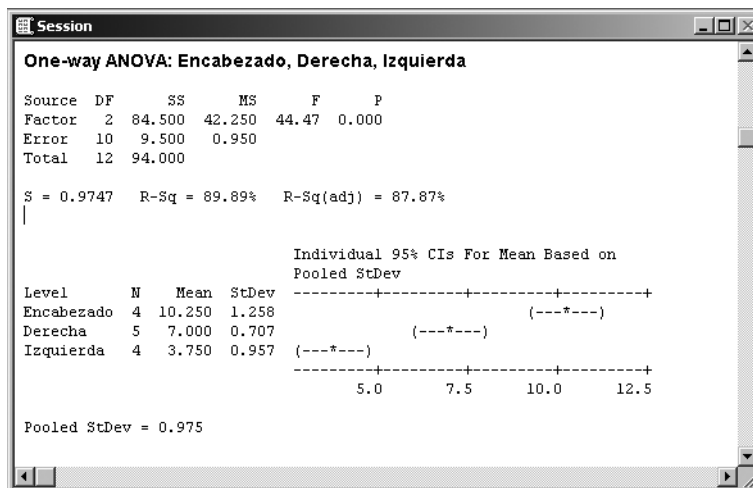 Session
One-way ANOVA: Encabezado, Derecha, Izquierda
Source  DF      SS      MS      F      P
Factor   2  84.500  42.250  44.47  0.000
Error   10   9.500   0.950
Total   12  94.000
S = 0.9747   R-Sq = 89.89%   R-Sq(adj) = 87.87%
Individual 95% CIs For Mean Based on
Pooled StDev
Level       N    Mean  StDev  ---------+---------+---------+---------+
Encabezado  4  10.250  1.258                            (---*---)
Derecha     5   7.000  0.707               (---*---)
Izquierda   4   3.750  0.957  (---*---)
---------+---------+---------+---------+
5.0       7.5      10.0      12.5
Pooled StDev = 0.975